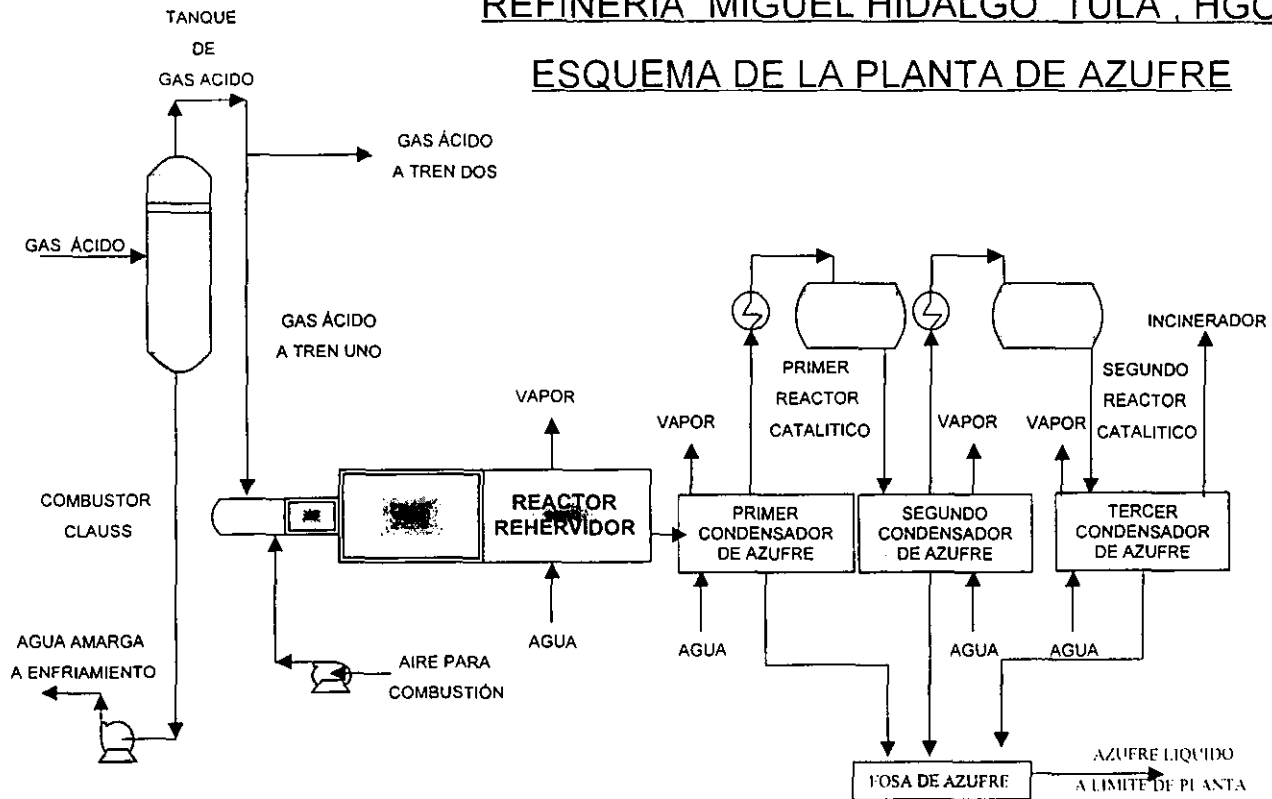 REFINERIA "MIGUEL HIDALGO" TULA, HGO
ESQUEMA DE LA PLANTA DE AZUFRE
TANQUE
DE
GAS ACIDO
GAS ÁCIDO
A TREN DOS
GAS ÁCIDO
GAS ÁCIDO
A TREN UNO
INCINERADOR
PRIMER
REACTOR
CATALITICO
SEGUNDO
REACTOR
CATALITICO
VAPOR
VAPOR
VAPOR
VAPOR
COMBUSTOR
CLAUSS
REACTOR
REHERVIDOR
PRIMER
CONDENSADOR
DE AZUFRE
SEGUNDO
CONDENSADOR
DE AZUFRE
TERCER
CONDENSADOR
DE AZUFRE
AGUA
AGUA
AGUA
AGUA
AGUA AMARGA
A ENFRIAMIENTO
AIRE PARA
COMBUSTIÓN
FOSA DE AZUFRE
AZUFRE LIQUIDO
A LIMITE DE PLANTA